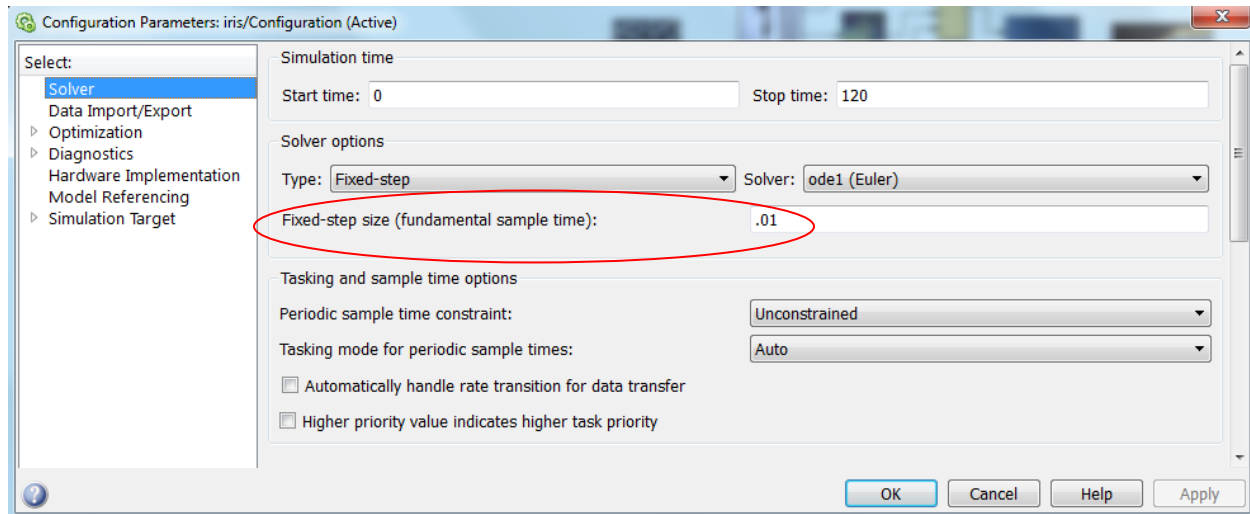 Configuration Parameters: iris/Configuration (Active)
Select:
Solver
Data Import/Export
Optimization
Diagnostics
Hardware Implementation
Model Referencing
Simulation Target
Simulation time
Start time: 0 Stop time: 120
Solver options
Type: Fixed-step Solver: ode1 (Euler)
Fixed-step size (fundamental sample time): .01
Tasking and sample time options
Periodic sample time constraint: Unconstrained
Tasking mode for periodic sample times: Auto
Automatically handle rate transition for data transfer
Higher priority value indicates higher task priority
OK Cancel Help Apply